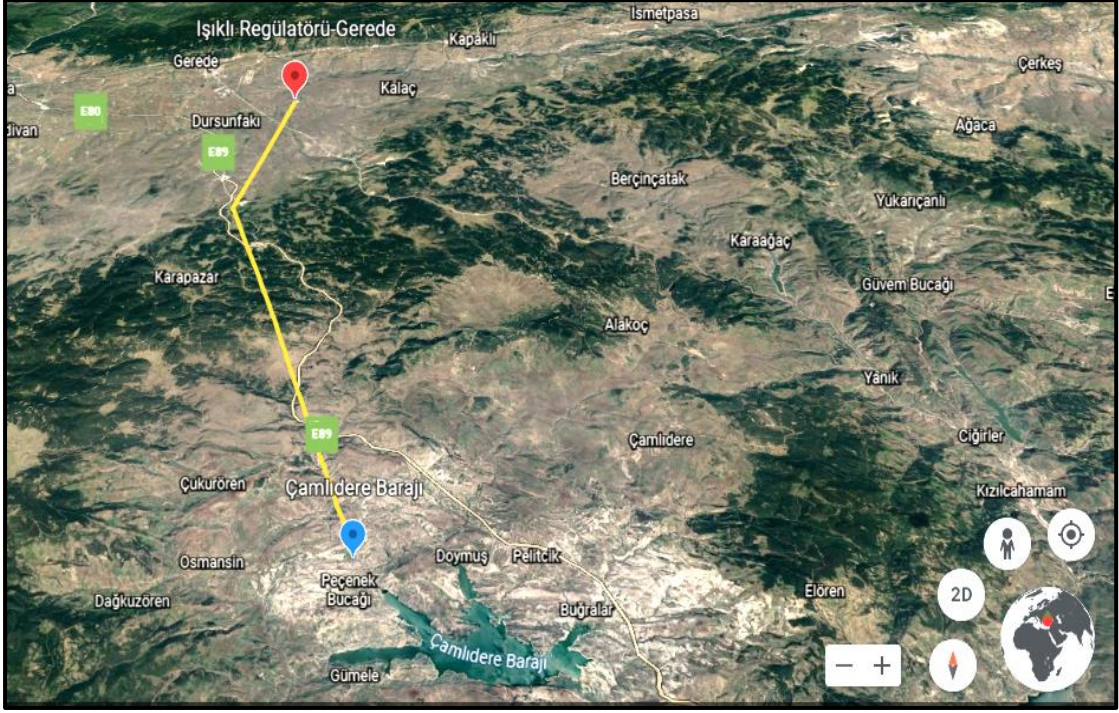 İsmetpaşa
Işıklı Regülatörü-Gerede
Kapaklı
Gerede
Çerkeş
Kalaç
a
E80
Dursunfakı
divan
Ağaca
E89
Berçinçatak
Yukarıçanlı
Karaağaç
Karapazar
Güvem Bucağı
E
Alakoç
Yanık
E89
Çamlıdere
Ciğirler
Çukurören
Çamlıdere Barajı
Kızılcahamam
Osmansin
Doymuş
Pelitçik
Peçenek
Bucağı
Elören
2D
Dağkuzören
Buğralar
Çamlıdere Barajı
Gümele
− +